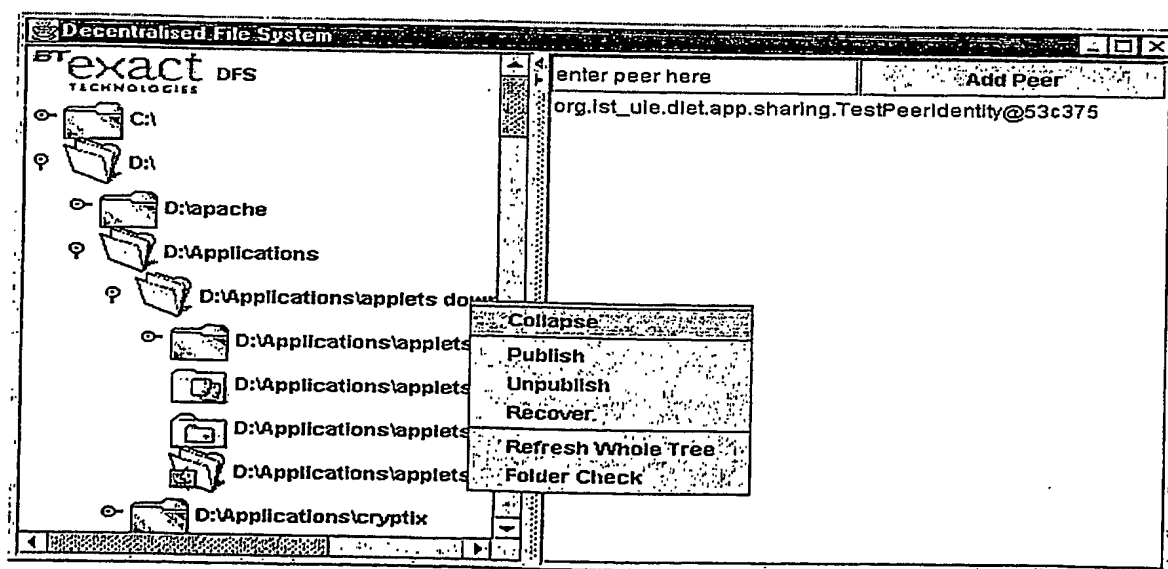 Decentralised File System
BT exact DFS
TECHNOLOGIES
C:\
D:\
D:\apache
D:\Applications
D:\Applications\applets
D:\Applications\applets
D:\Applications\applets
D:\Applications\applets
D:\Applications\applets
D:\Applications\cryptix
Collapse
Publish
Unpublish
Recover
Refresh Whole Tree
Folder Check
enter peer here
Add Peer
org.ist_ule.diet.app.sharing.TestPeerIdentity@53c375